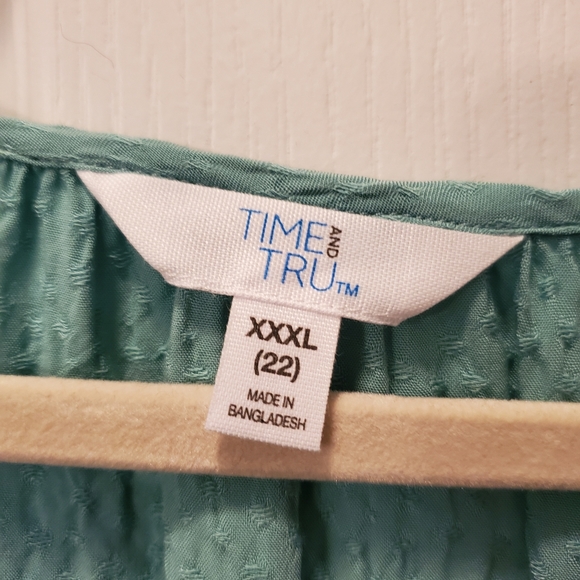 TIME AND
TRU™
XXXL
(22)
MADE IN
BANGLADESH